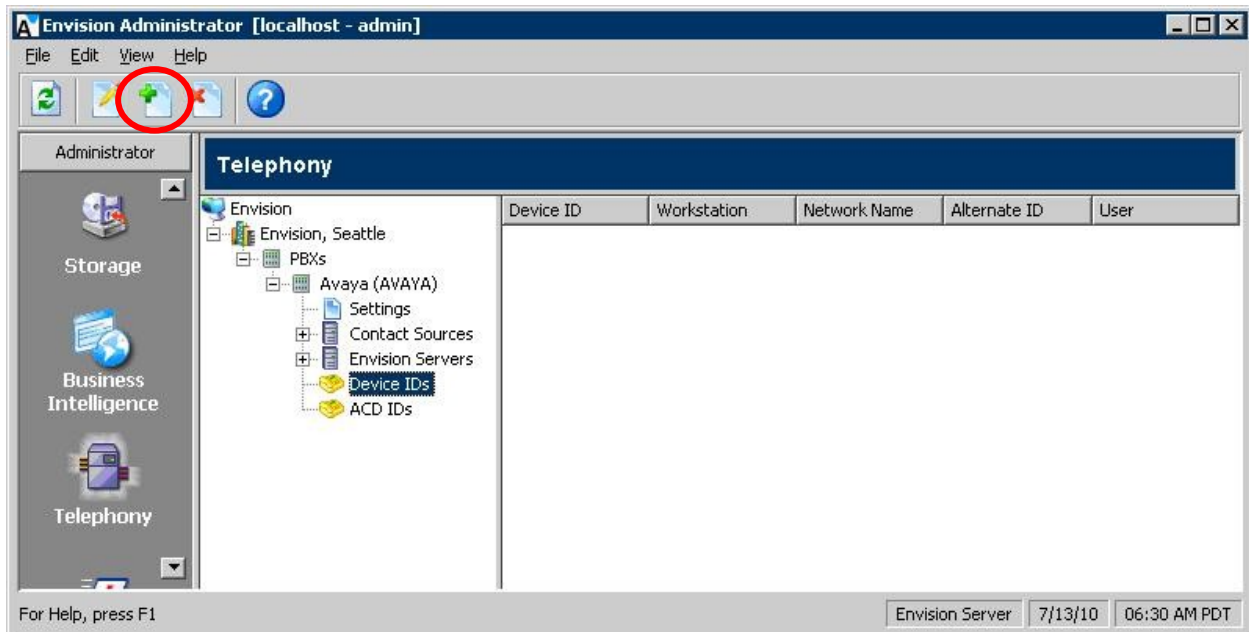 Envision Administrator [localhost - admin]
File Edit View Help
Administrator
Storage
Business
Intelligence
Telephony
Telephony
Envision
Envision, Seattle
PBXs
Avaya (AVAYA)
Settings
Contact Sources
Envision Servers
Device IDs
ACD IDs
Device ID Workstation Network Name Alternate ID User
For Help, press F1
Envision Server 7/13/10 06:30 AM PDT